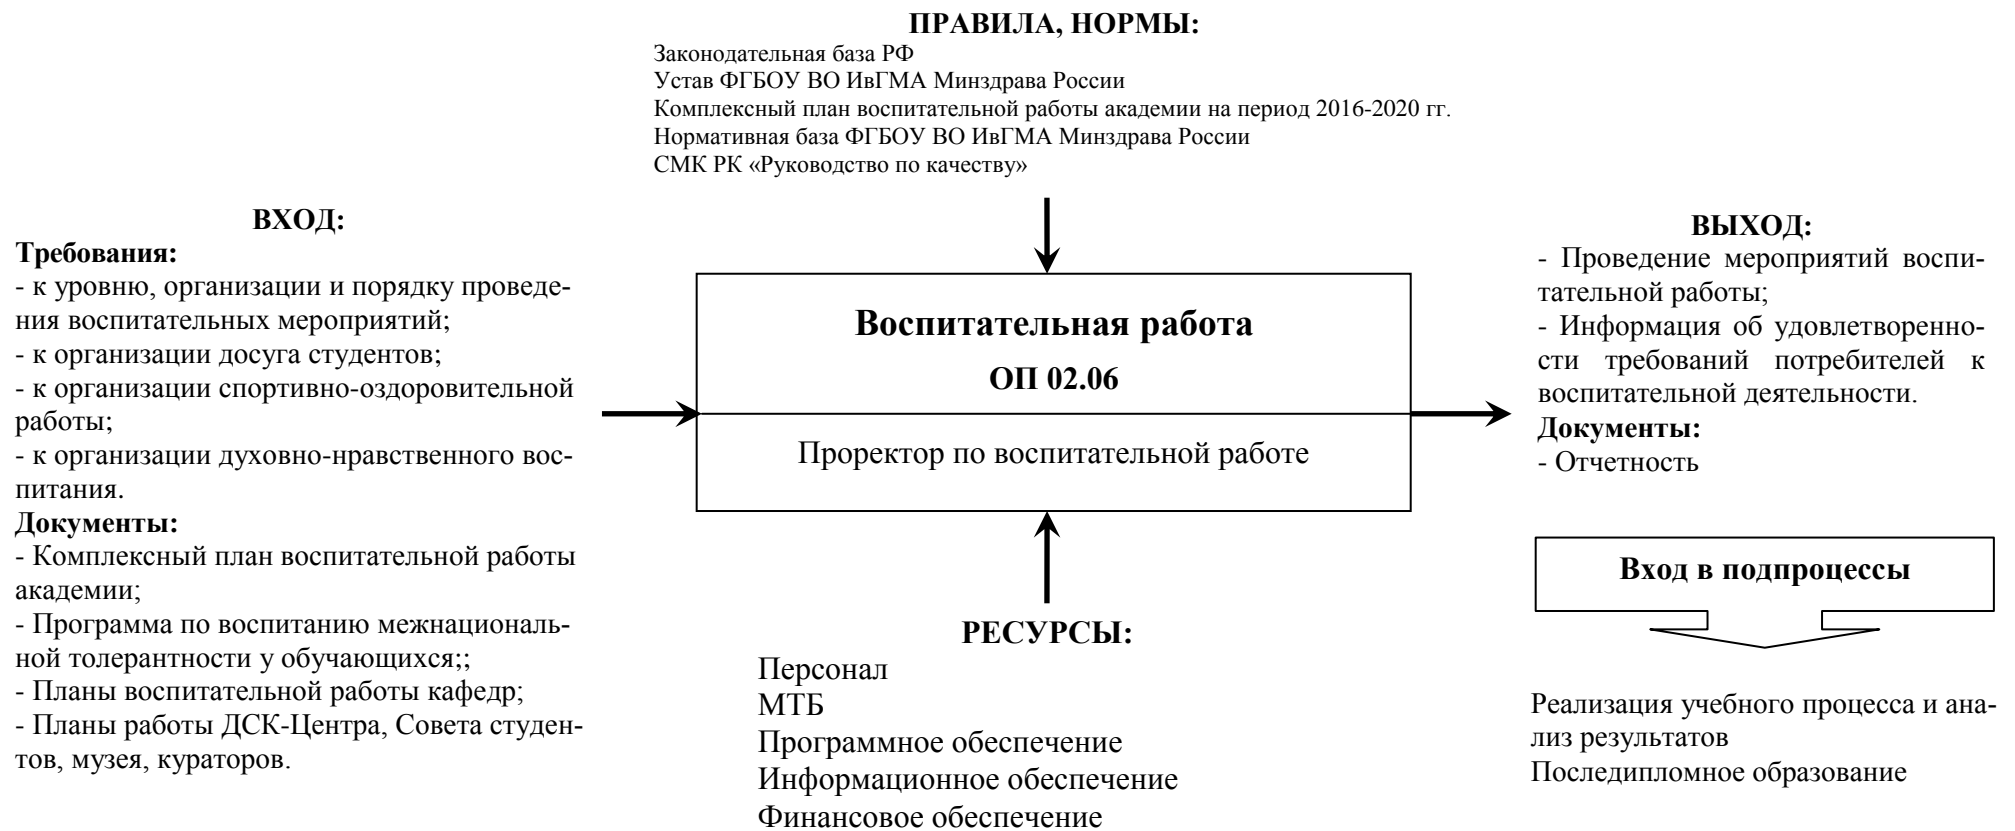 ПРАВИЛА, НОРМЫ:
Законодательная база РФ
Устав ФГБОУ ВО ИвГМА Минздрава России
Комплексный план воспитательной работы академии на период 2016-2020 гг.
Нормативная база ФГБОУ ВО ИвГМА Минздрава России
СМК РК «Руководство по качеству»
ВХОД:
Требования:
- к уровню, организации и порядку проведе-
ния воспитательных мероприятий;
- к организации досуга студентов;
- к организации спортивно-оздоровительной
работы;
- к организации духовно-нравственного вос-
питания.
Документы:
- Комплексный план воспитательной работы
академии;
- Программа по воспитанию межнациональ-
ной толерантности у обучающихся;;
- Планы воспитательной работы кафедр;
- Планы работы ДСК-Центра, Совета студен-
тов, музея, кураторов.
Воспитательная работа
ОП 02.06
Проректор по воспитательной работе
РЕСУРСЫ:
Персонал
МТБ
Программное обеспечение
Информационное обеспечение
Финансовое обеспечение
ВЫХОД:
- Проведение мероприятий воспи-
тательной работы;
- Информация об удовлетворенно-
сти требований потребителей к
воспитательной деятельности.
Документы:
- Отчетность
Вход в подпроцессы
Реализация учебного процесса и ана-
лиз результатов
Последипломное образование